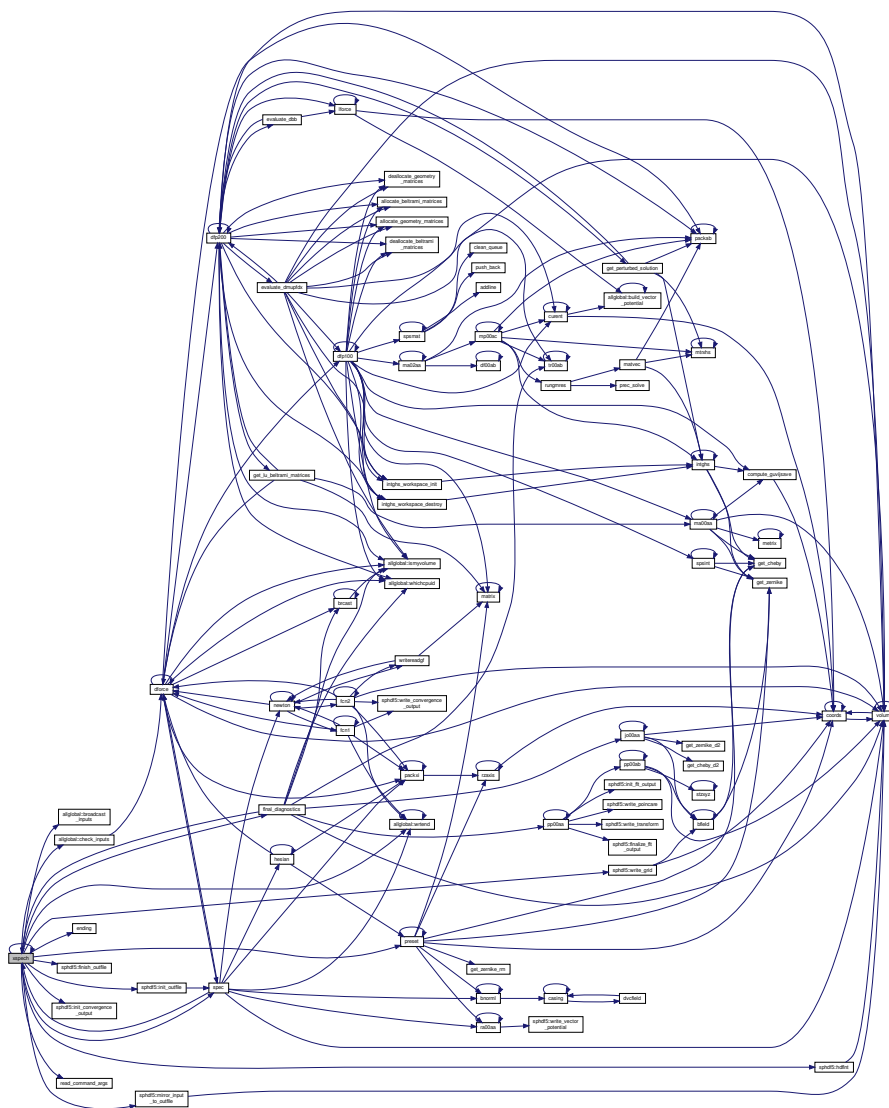 lforce
evaluate_dbb
deallocate_geometry
_matrices
allocate_beltrami_matrices
allocate_geometry_matrices
dfp200
packab
deallocate_beltrami
_matrices
clean_queue
get_perturbed_solution
push_back
evaluate_dmupfdx
addline
allglobal::build_vector
_potential
curent
spsmat
mp00ac
dfp100
mtrxhs
ma02aa
df00ab
tr00ab
matvec
rungmres
prec_solve
intghs
get_lu_beltrami_matrices
compute_guvijsave
intghs_workspace_init
intghs_workspace_destroy
ma00aa
metrix
allglobal::ismyvolume
spsint
get_cheby
allglobal::whichcpuid
get_zernike
matrix
brcast
writereadgf
dforce
newton
fcn2
sphdf5::write_convergence
_output
coords
volume
fcn1
jo00aa
get_zernike_d2
pp00ab
get_cheby_d2
packxi
rzaxis
sphdf5::init_flt_output
stzxyz
allglobal::broadcast
_inputs
final_diagnostics
sphdf5::write_poincare
allglobal::wrtend
pp00aa
sphdf5::write_transform
bfield
allglobal::check_inputs
sphdf5::finalize_flt
_output
hesian
sphdf5::write_grid
ending
preset
xspech
sphdf5::finish_outfile
get_zernike_rm
sphdf5::init_outfile
spec
bnorml
casing
dvcfield
sphdf5::init_convergence
_output
ra00aa
sphdf5::write_vector
_potential
sphdf5::hdfint
read_command_args
sphdf5::mirror_input
_to_outfile